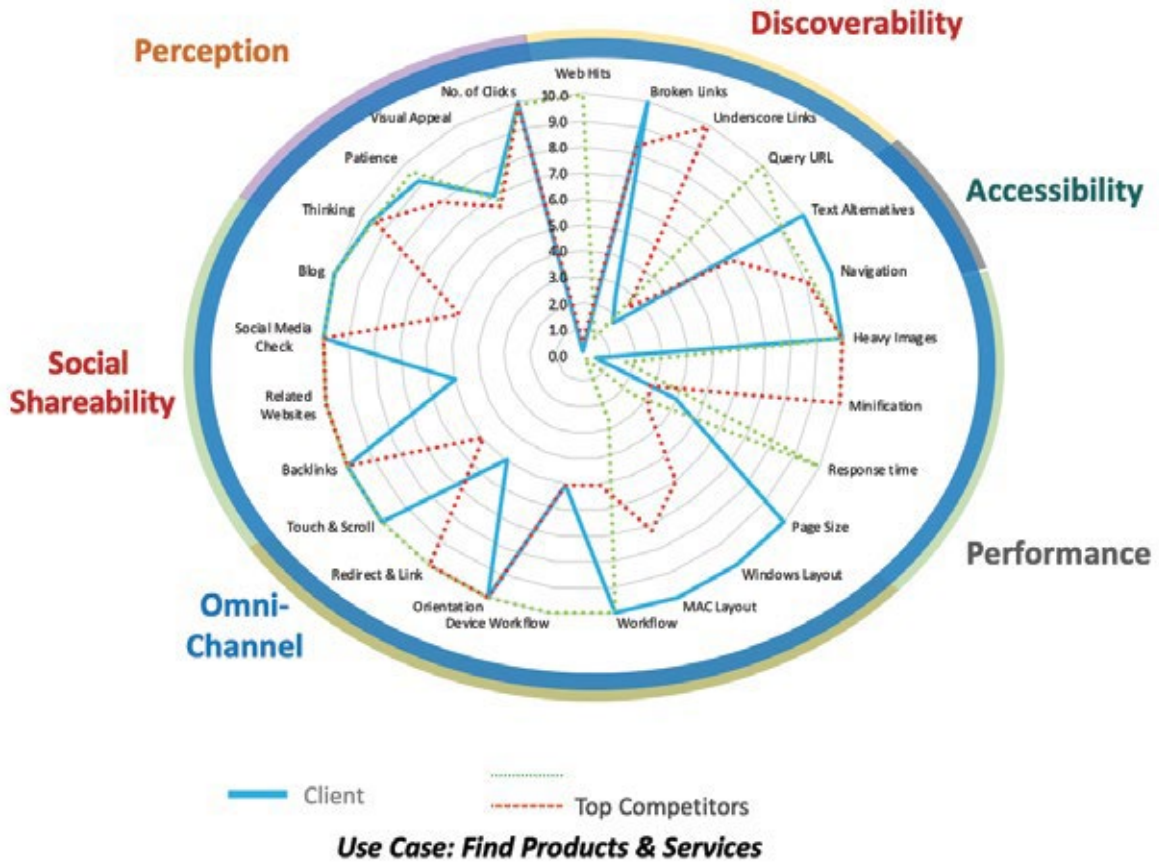 Discoverability
Perception
Web Hits
No. of Clicks
Broken Links
10.0
Visual Appeal
Underscore Links
9.0
8.0
Patience
Query URL
7.0
Thinking
6.0
Text Alternatives
Accessibility
5.0
4.0
Blog
Navigation
3.0
2.0
Social Media
Check
1.0
Heavy Images
0.0
Social
Shareability
Related
Websites
Minification
Backlinks
Response time
Touch & Scroll
Page Size
Performance
Redirect & Link
Windows Layout
Omni-
Channel
Orientation
MAC Layout
Device Workflow
Workflow
Client
Top Competitors
Use Case: Find Products & Services